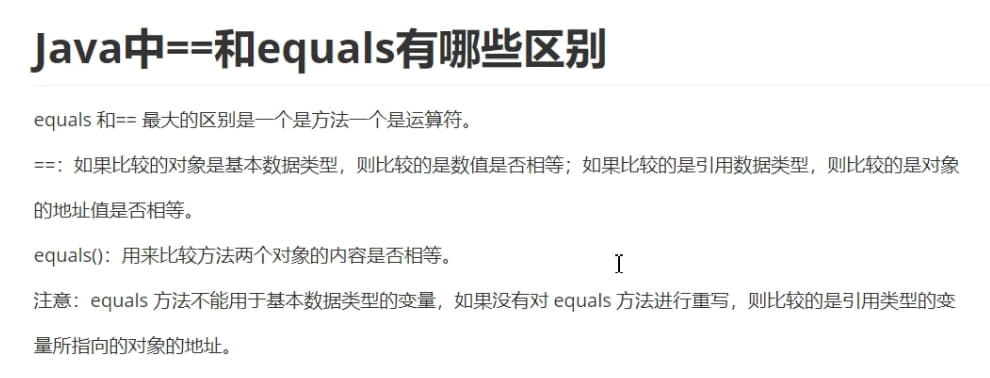 Java中==和equals有哪些区别
equals 和== 最大的区别是一个是方法一个是运算符。
==：如果比较的对象是基本数据类型，则比较的是数值是否相等；如果比较的是引用数据类型，则比较的是对象
的地址值是否相等。
equals()：用来比较方法两个对象的内容是否相等。
注意：equals 方法不能用于基本数据类型的变量，如果没有对 equals 方法进行重写，则比较的是引用类型的变
量所指向的对象的地址。